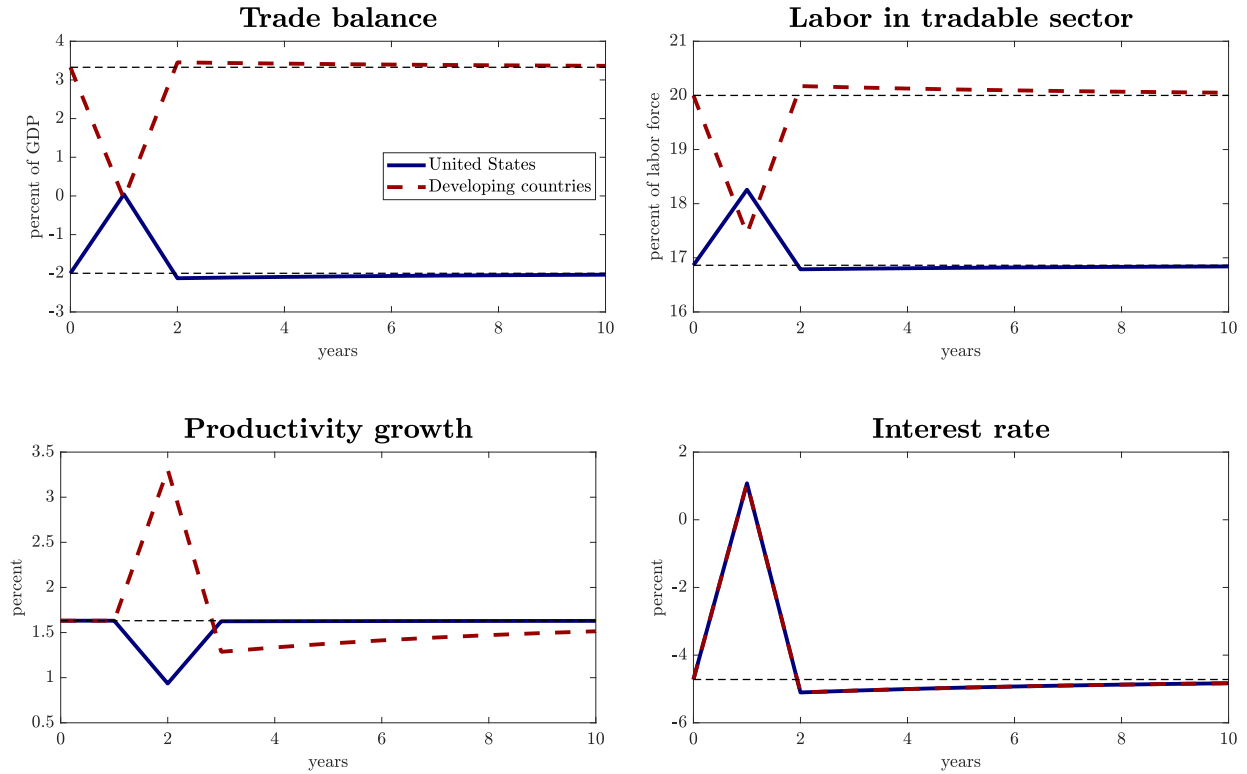 Trade balance
4
3
2
1
0
-1
-2
-3
percent of GDP
United States
Developing countries
0 2 4 6 8 10
years
Labor in tradable sector
21
20
19
18
17
16
percent of labor force
0 2 4 6 8 10
years
Productivity growth
3.5
3
2.5
2
1.5
1
0.5
percent
0 2 4 6 8 10
years
Interest rate
2
0
-2
-4
-6
percent
0 2 4 6 8 10
years